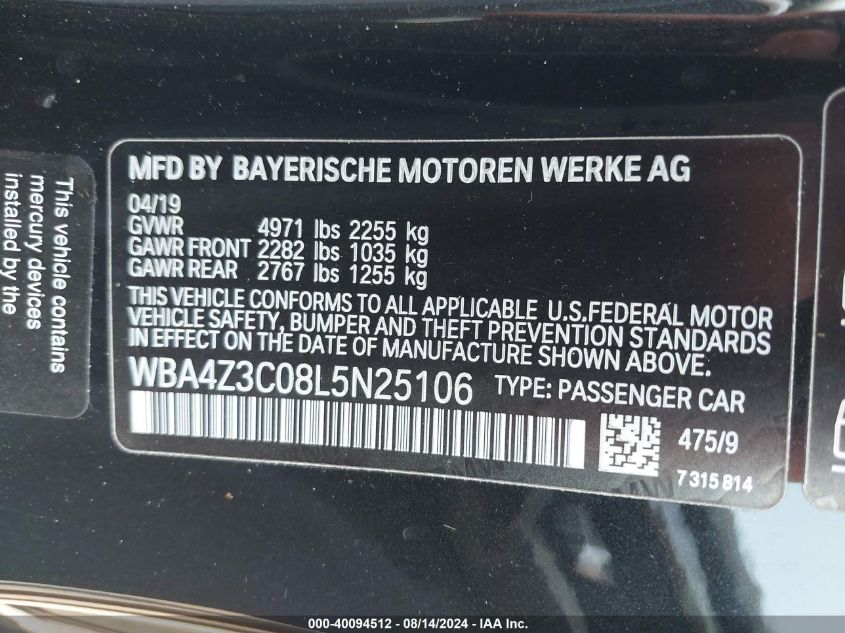 This vehicle contains
mercury devices
installed by the
MFD BY BAYERISCHE MOTOREN WERKE AG
04/19
GVWR 4971 lbs 2255 kg
GAWR FRONT 2282 lbs 1035 kg
GAWR REAR 2767 lbs 1255 kg
THIS VEHICLE CONFORMS TO ALL APPLICABLE U.S.FEDERAL MOTOR
VEHICLE SAFETY, BUMPER AND THEFT PREVENTION STANDARDS
IN EFFECT ON THE DATE OF MANUFACTURE SHOWN ABOVE.
WBA4Z3C08L5N25106 TYPE: PASSENGER CAR
475/9
7 315 814
000-40094512 - 08/14/2024 - IAA Inc.